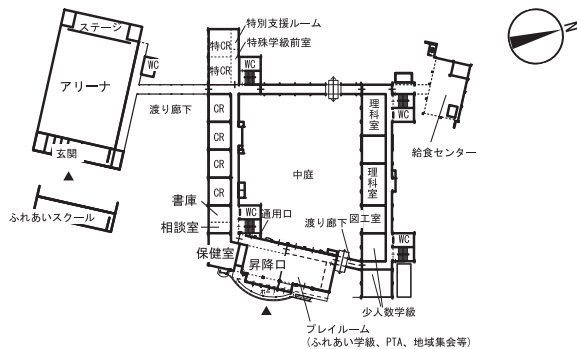 ステージ
アリーナ
WC
玄関
ふれあいスクール
渡り廊下
特別支援ルーム
特殊学級前室
特CR
特CR
WC
CR
CR
CR
CR
書庫
相談室
保健室
WC
通用口
昇降口
中庭
渡り廊下
理科室
理科室
図工室
WC
WC
給食センター
少人数学級
プレイルーム
（ふれあい学級、PTA、地域集会等）
N